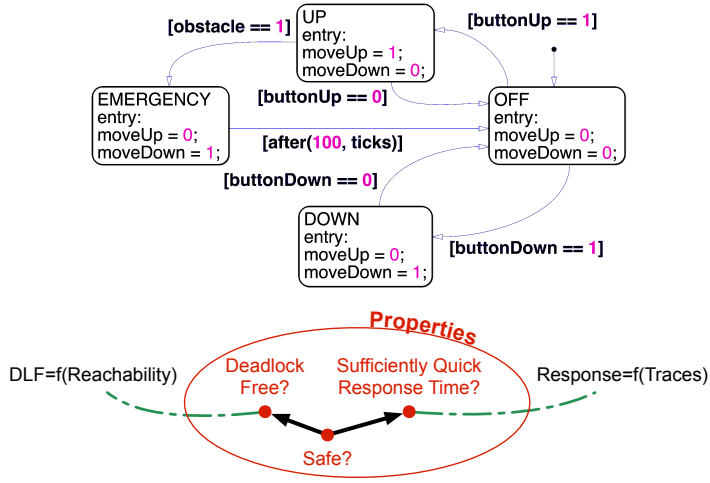 [obstacle == 1]
UP
entry:
moveUp = 1;
moveDown = 0;
[buttonUp == 1]
[buttonUp == 0]
EMERGENCY
entry:
moveUp = 0;
moveDown = 1;
OFF
entry:
moveUp = 0;
moveDown = 0;
[after(100, ticks)]
[buttonDown == 0]
DOWN
entry:
moveUp = 0;
moveDown = 1;
[buttonDown == 1]
Properties
DLF=f(Reachability)
Deadlock
Free?
Sufficiently Quick
Response Time?
Response=f(Traces)
Safe?